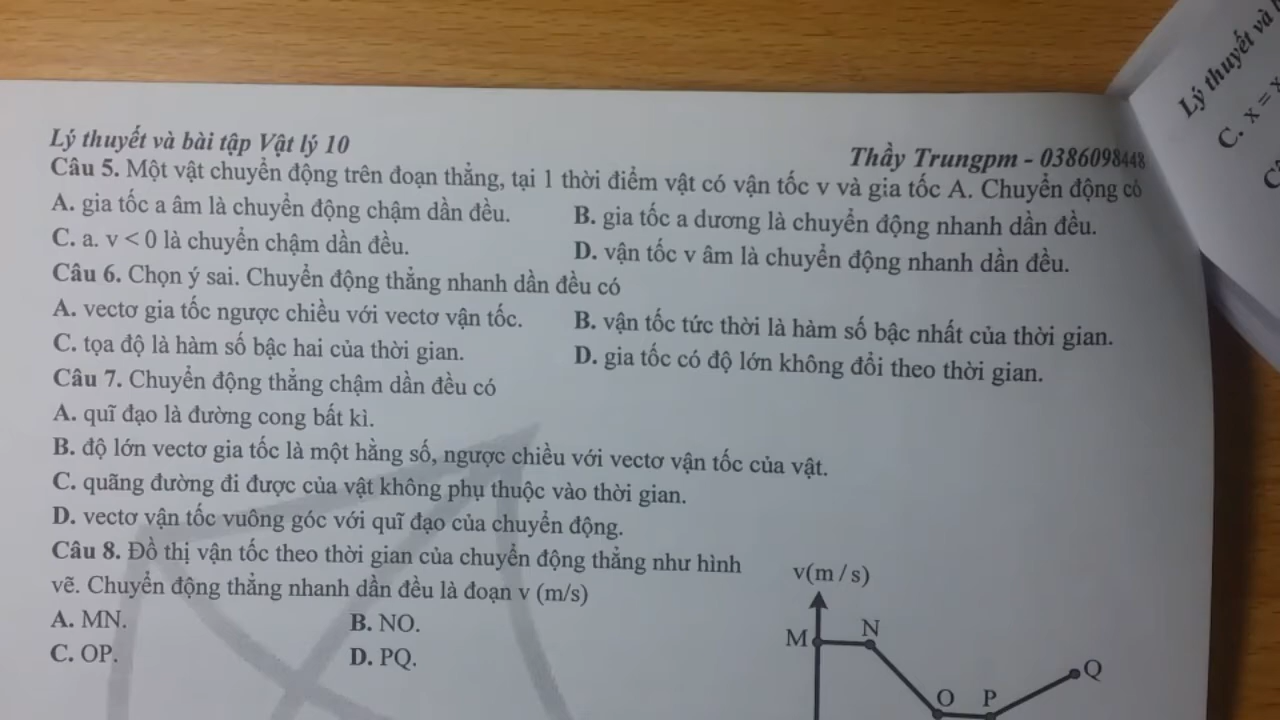 Lý thuyết và
C. x = x
Lý thuyết và bài tập Vật lý 10 Thầy Trungpm - 0386098448
Câu 5. Một vật chuyển động trên đoạn thẳng, tại 1 thời điểm vật có vận tốc v và gia tốc A. Chuyển động có
A. gia tốc a âm là chuyển động chậm dần đều. B. gia tốc a dương là chuyển động nhanh dần đều.
C. a. v < 0 là chuyển chậm dần đều. D. vận tốc v âm là chuyển động nhanh dần đều.
Câu 6. Chọn ý sai. Chuyển động thẳng nhanh dần đều có
A. vectơ gia tốc ngược chiều với vectơ vận tốc. B. vận tốc tức thời là hàm số bậc nhất của thời gian.
C. tọa độ là hàm số bậc hai của thời gian. D. gia tốc có độ lớn không đổi theo thời gian.
Câu 7. Chuyển động thẳng chậm dần đều có
A. quĩ đạo là đường cong bất kì.
B. độ lớn vectơ gia tốc là một hằng số, ngược chiều với vectơ vận tốc của vật.
C. quãng đường đi được của vật không phụ thuộc vào thời gian.
D. vectơ vận tốc vuông góc với quĩ đạo của chuyển động.
Câu 8. Đồ thị vận tốc theo thời gian của chuyển động thẳng như hình
vẽ. Chuyển động thẳng nhanh dần đều là đoạn v (m/s)
A. MN. B. NO.
C. OP. D. PQ.
v(m/s)
M N
O P Q